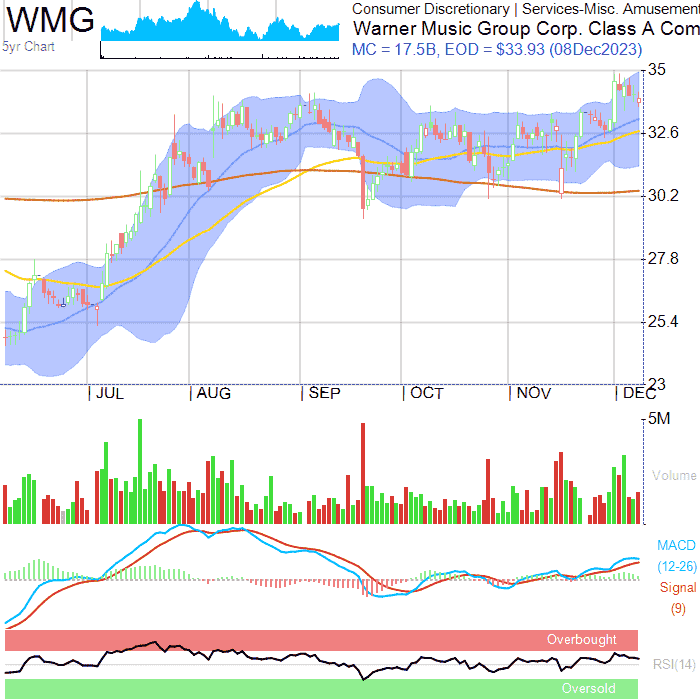 WMG
5yr Chart
Consumer Discretionary | Services-Misc. Amusement
Warner Music Group Corp. Class A Com
MC = 17.5B, EOD = $33.93 (08Dec2023)
35
32.6
30.2
27.8
25.4
23
JUL
AUG
SEP
OCT
NOV
DEC
5M
Volume
MACD
(12-26)
Signal
(9)
Overbought
RSI(14)
Oversold